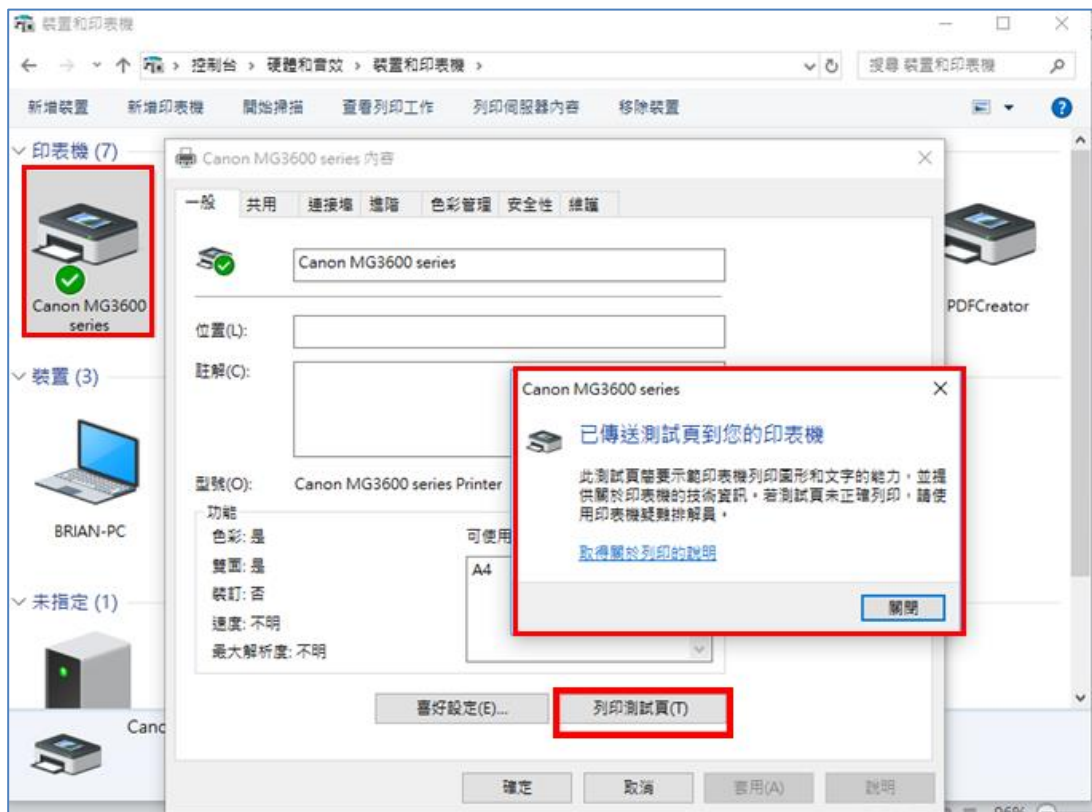 裝置和印表機
控制台 › 硬體和音效 › 裝置和印表機 ›
搜尋 裝置和印表機
新增裝置 新增印表機 開始掃描 查看列印工作 列印伺服器內容 移除裝置
印表機 (7)
Canon MG3600 series
PDFCreator
裝置 (3)
BRIAN-PC
未指定 (1)
Canc
Canon MG3600 series 內容
一般 共用 連接埠 進階 色彩管理 安全性 維護
Canon MG3600 series
位置(L):
註解(C):
型號(O): Canon MG3600 series Printer
功能
色彩: 是
可使用
雙面: 是
A4
裝訂: 否
速度: 不明
最大解析度: 不明
喜好設定(E)... 列印測試頁(T)
確定 取消 套用(A) 說明
Canon MG3600 series
已傳送測試頁到您的印表機
此測試頁簡要示範印表機列印圖形和文字的能力，並提
供關於印表機的技術資訊。若測試頁未正確列印，請使
用印表機疑難排解員。
取得關於列印的說明
關閉
96%